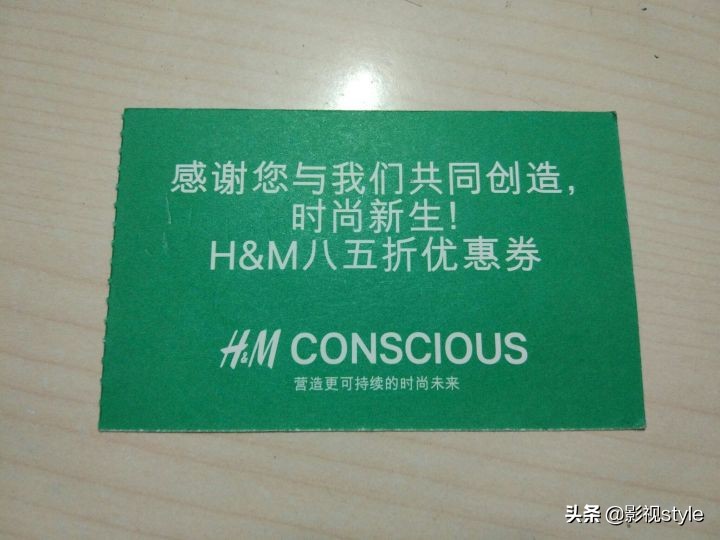 感谢您与我们共同创造，
时尚新生!
H&M八五折优惠券
H&M CONSCIOUS
营造更可持续的时尚未来
头条 @影视style